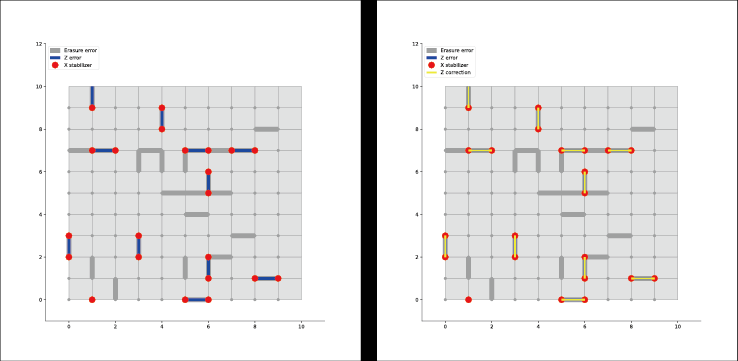 12
Erasure error
Z error
X stabilizer
10
8
6
4
2
0
0 2 4 6 8 10
12
Erasure error
Z error
X stabilizer
Z correction
10
8
6
4
2
0
0 2 4 6 8 10